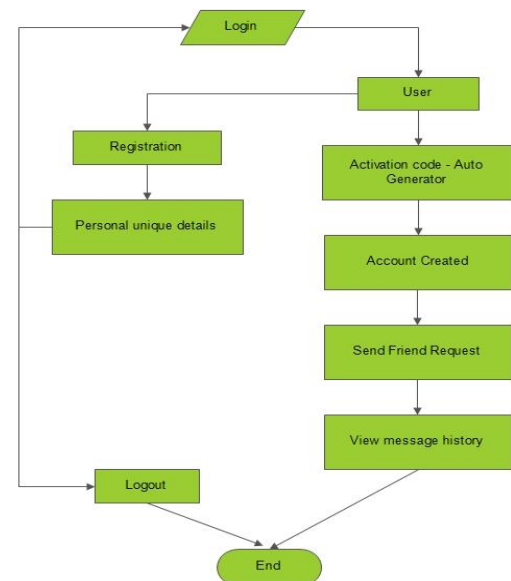 Login
User
Registration
Activation code - Auto
Generator
Personal unique details
Account Created
Send Friend Request
View message history
Logout
End